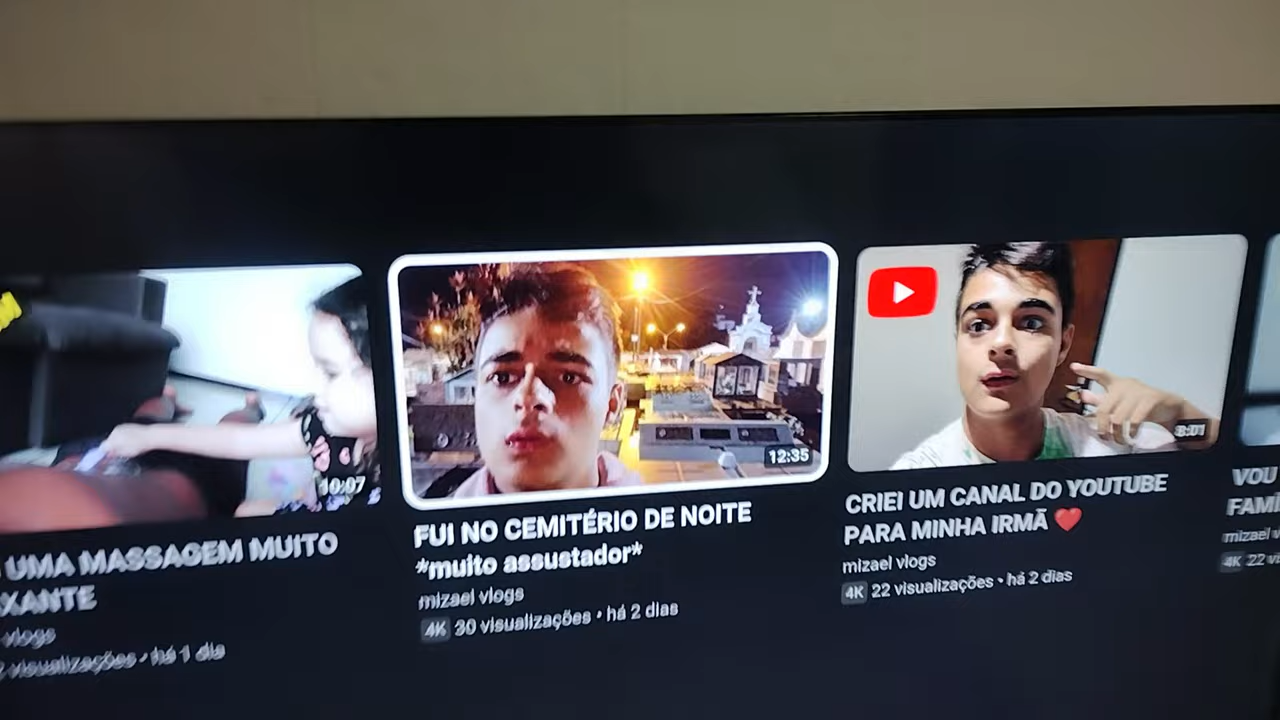 10:07
UMA MASSAGEM MUITO
XANTE
vlogs
visualizações • há 1 dia
12:35
FUI NO CEMITÉRIO DE NOITE
*muito assustador*
mizael vlogs
4K 30 visualizações • há 2 dias
8:01
CRIEI UM CANAL DO YOUTUBE
PARA MINHA IRMÃ ❤️
mizael vlogs
4K 22 visualizações • há 2 dias
VOU
FAMÍ
mizael v
4K 22 vi